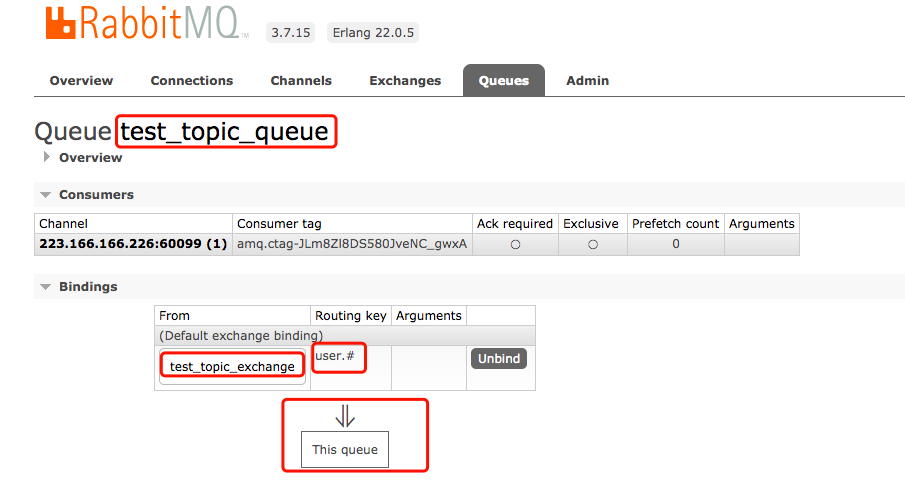 RabbitMQ TM 3.7.15 Erlang 22.0.5
Overview Connections Channels Exchanges Queues Admin
Queue test_topic_queue
Overview
Consumers
Channel Consumer tag Ack required Exclusive Prefetch count Arguments
223.166.166.226:60099 (1) amq.ctag-JLm8Zl8DS580JveNC_gwxA 0
Bindings
From Routing key Arguments
(Default exchange binding)
test_topic_exchange user.# Unbind
This queue